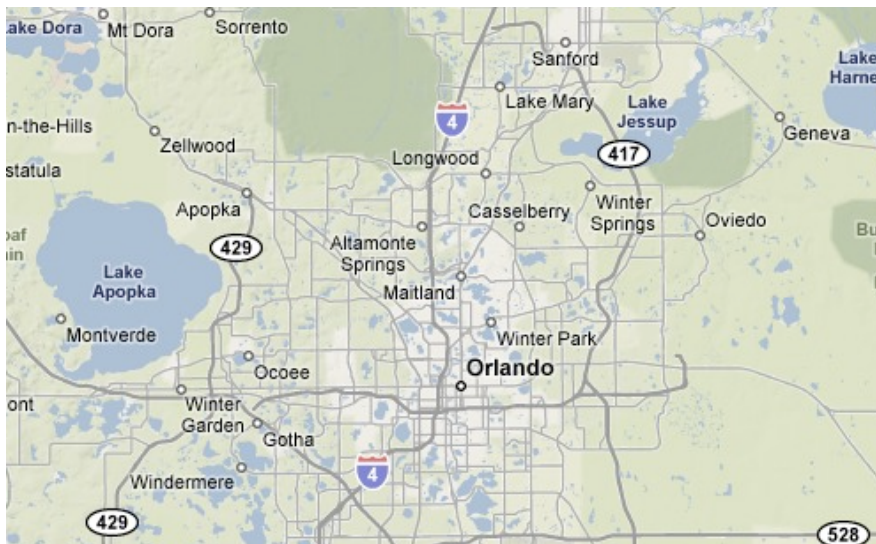 Lake Dora
Mt Dora
Sorrento
Sanford
Lake
Harne
Lake Mary
Lake
Jessup
4
Geneva
n-the-Hills
Zellwood
Longwood
417
statula
Apopka
Casselberry
Winter
Springs
Oviedo
429
Altamonte
Springs
Lake
Apopka
Maitland
Montverde
Winter Park
Ocoee
Orlando
ont
Winter
Garden
Gotha
Windermere
4
429
528